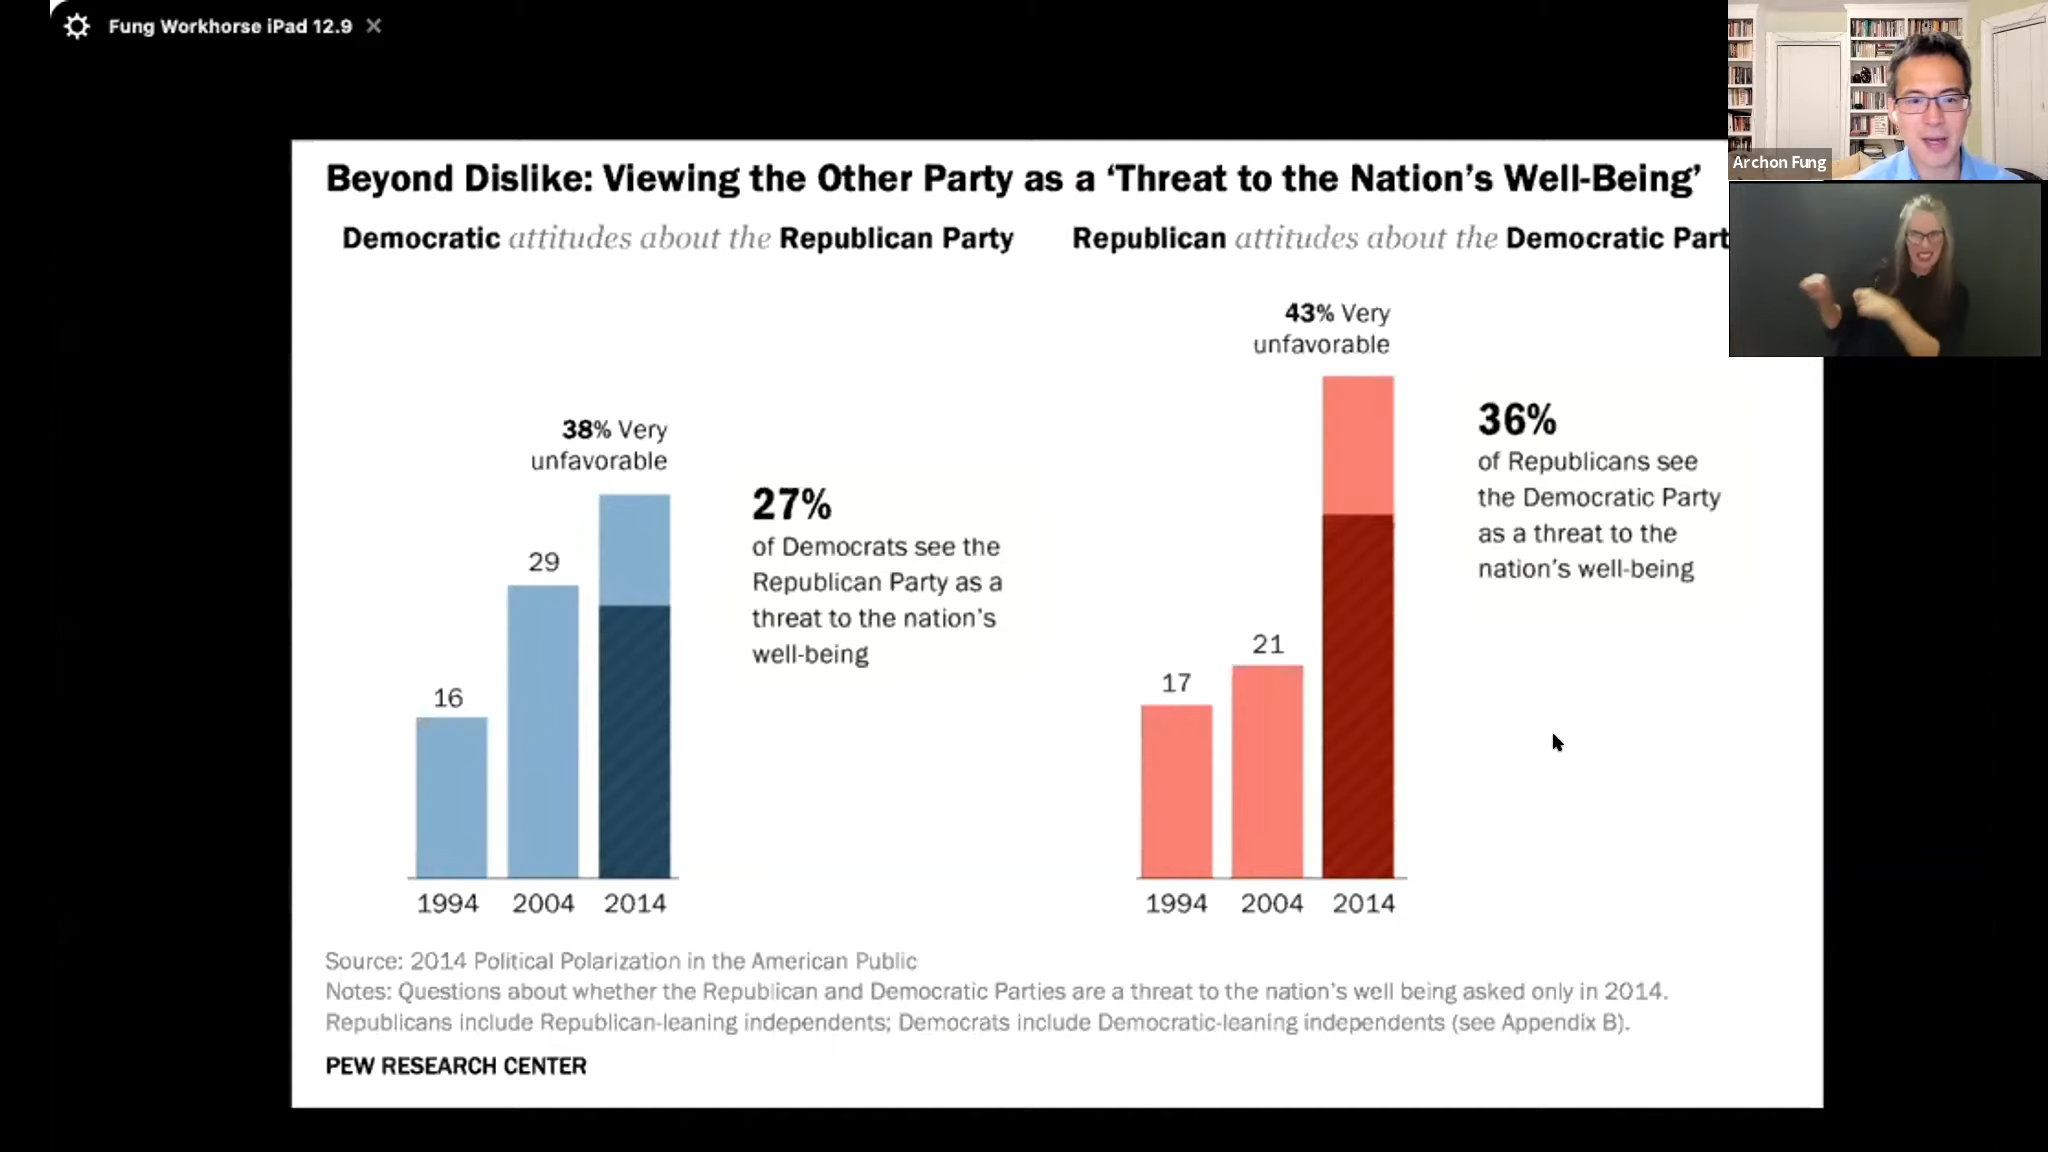 Fung Workhorse iPad 12.9
Archon Fung
Beyond Dislike: Viewing the Other Party as a ‘Threat to the Nation’s Well-Being’
Democratic attitudes about the Republican Party
Republican attitudes about the Democratic Part
38% Very
unfavorable
29
16
27%
of Democrats see the
Republican Party as a
threat to the nation’s
well-being
1994 2004 2014
43% Very
unfavorable
21
17
36%
of Republicans see
the Democratic Party
as a threat to the
nation’s well-being
1994 2004 2014
Source: 2014 Political Polarization in the American Public
Notes: Questions about whether the Republican and Democratic Parties are a threat to the nation’s well being asked only in 2014.
Republicans include Republican-leaning independents; Democrats include Democratic-leaning independents (see Appendix B).
PEW RESEARCH CENTER